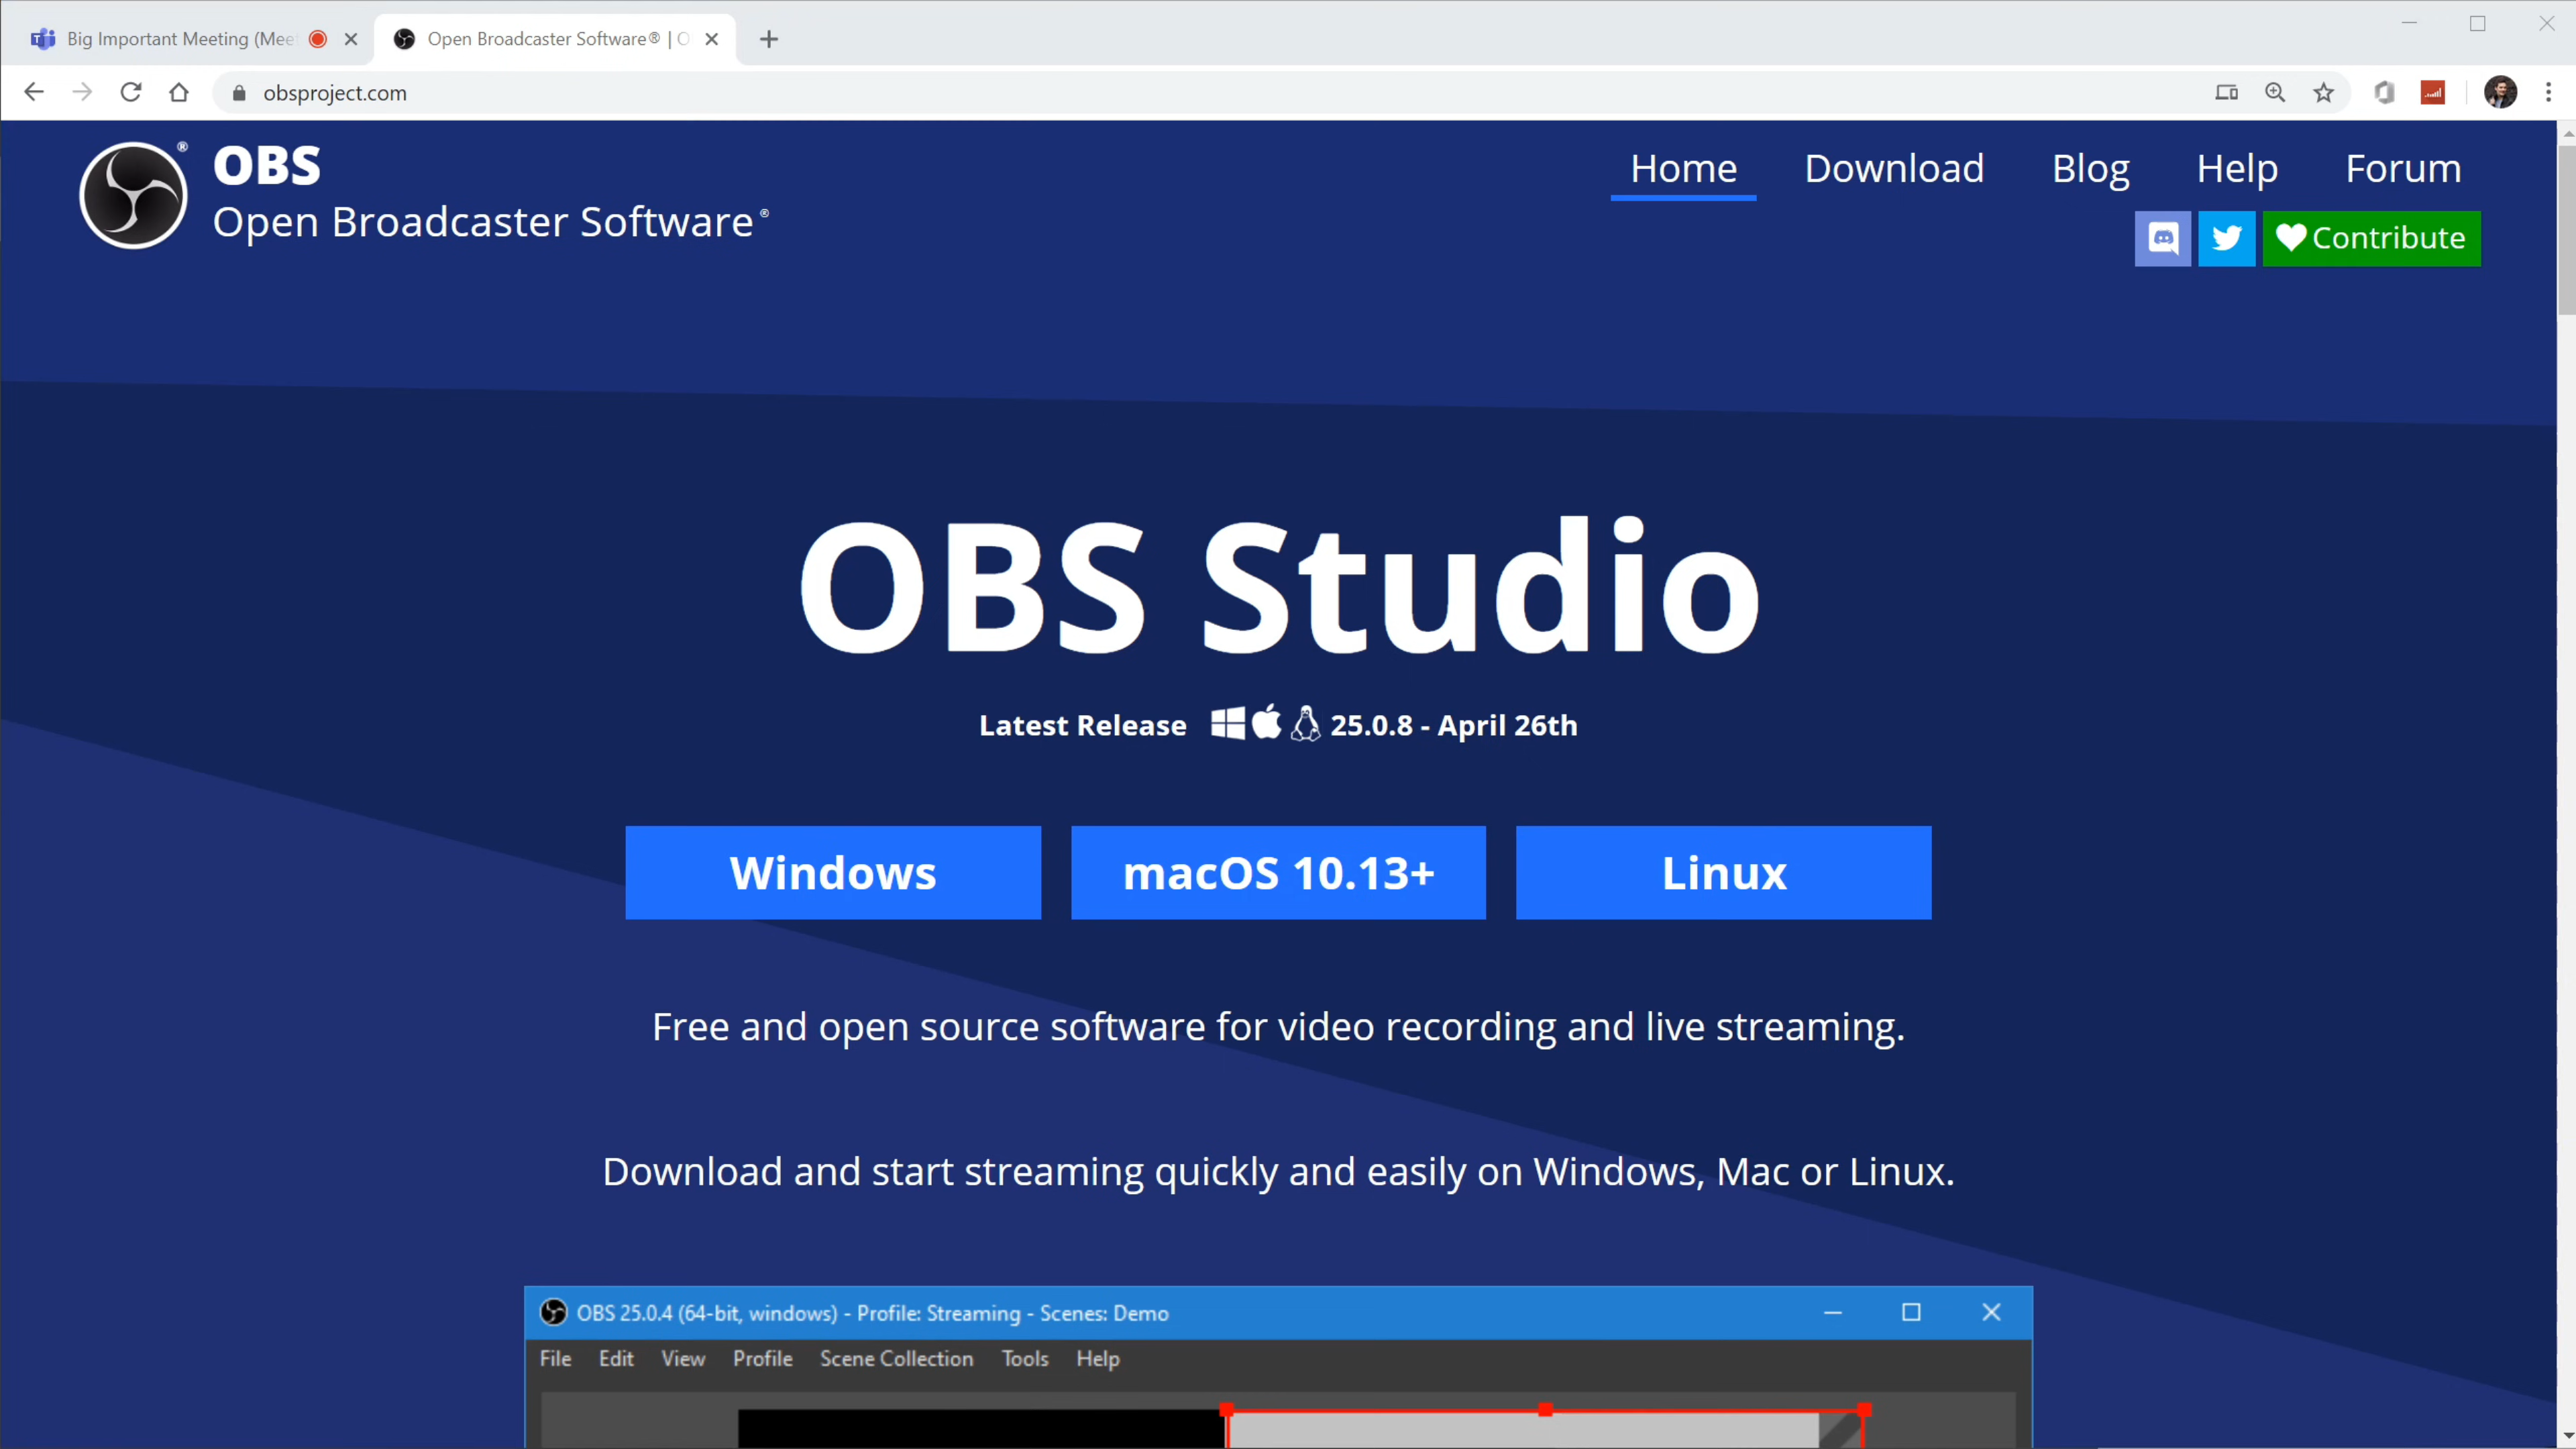 Big Important Meeting (Mee
Open Broadcaster Software® | O
obsproject.com
OBS
Open Broadcaster Software®
Home Download Blog Help Forum
Contribute
OBS Studio
Latest Release 25.0.8 - April 26th
Windows macOS 10.13+ Linux
Free and open source software for video recording and live streaming.
Download and start streaming quickly and easily on Windows, Mac or Linux.
OBS 25.0.4 (64-bit, windows) - Profile: Streaming - Scenes: Demo
File Edit View Profile Scene Collection Tools Help